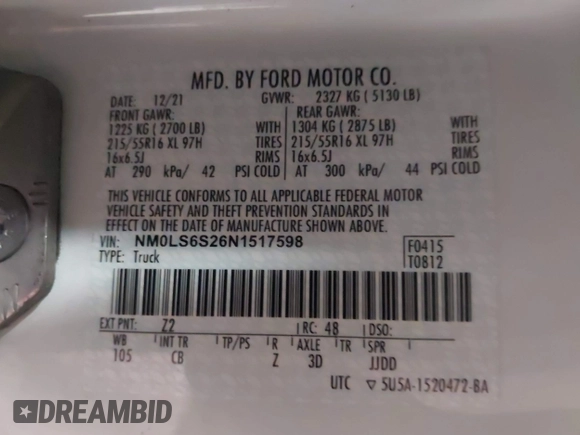 MFD. BY FORD MOTOR CO.
DATE: 12/21 GVWR: 2327 KG ( 5130 LB)
FRONT GAWR: REAR GAWR:
1225 KG ( 2700 LB) WITH 1304 KG ( 2875 LB) WITH
215/55R16 XL 97H TIRES 215/55R16 XL 97H TIRES
16x6.5J RIMS 16x6.5J RIMS
AT 290 kPa/ 42 PSI COLD AT 300 kPa/ 44 PSI COLD
THIS VEHICLE CONFORMS TO ALL APPLICABLE FEDERAL MOTOR
VEHICLE SAFETY AND THEFT PREVENTION STANDARDS IN
EFFECT ON THE DATE OF MANUFACTURE SHOWN ABOVE.
VIN: NM0LS6S26N1517598 F0415
TYPE: Truck T0812
EXT PNT: Z2 RC: 48 DSO:
WB INT TR TP/PS R AXLE TR SPR
105 CB Z 3D JJDD
UTC ▽ 5U5A-1520472-BA
DREAMBID